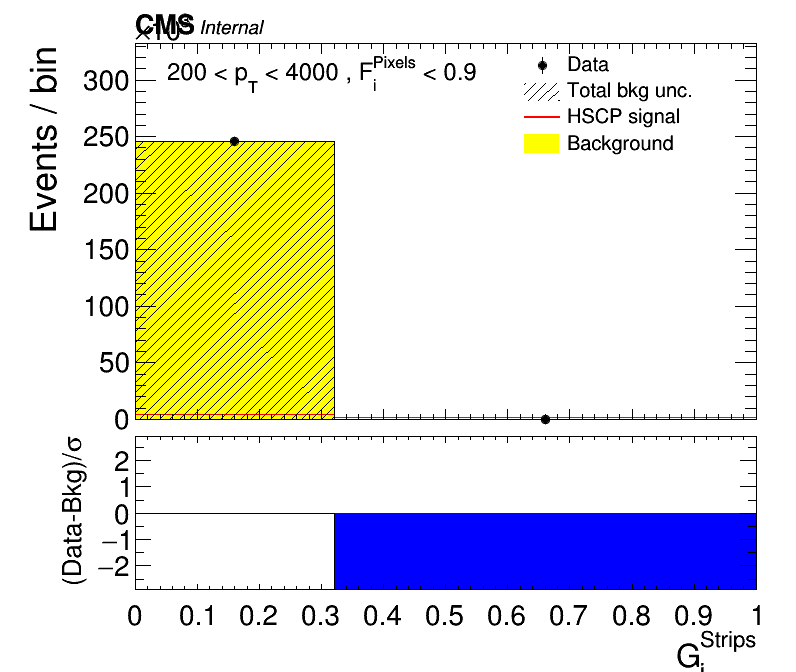 CMS Internal
×10³
200 < p_T < 4000 , F_i^Pixels < 0.9
Data
Total bkg unc.
HSCP signal
Background
Events / bin
300
250
200
150
100
50
0
(Data-Bkg)/σ
2
1
0
−1
−2
0 0.1 0.2 0.3 0.4 0.5 0.6 0.7 0.8 0.9 1
G_i^Strips